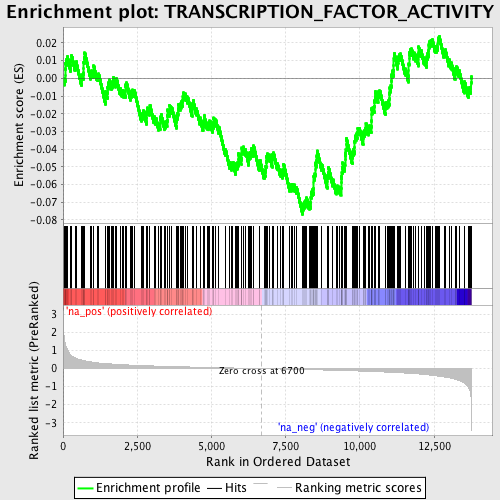 Enrichment plot: TRANSCRIPTION_FACTOR_ACTIVITY
Enrichment score (ES)
0.02
0.01
0.00
-0.01
-0.02
-0.03
-0.04
-0.05
-0.06
-0.07
-0.08
'na_pos' (positively correlated)
Ranked list metric (PreRanked)
3
2
1
0
-1
-2
-3
Zero cross at 6700
'na_neg' (negatively correlated)
0
2,500
5,000
7,500
10,000
12,500
Rank in Ordered Dataset
Enrichment profile
Hits
Ranking metric scores